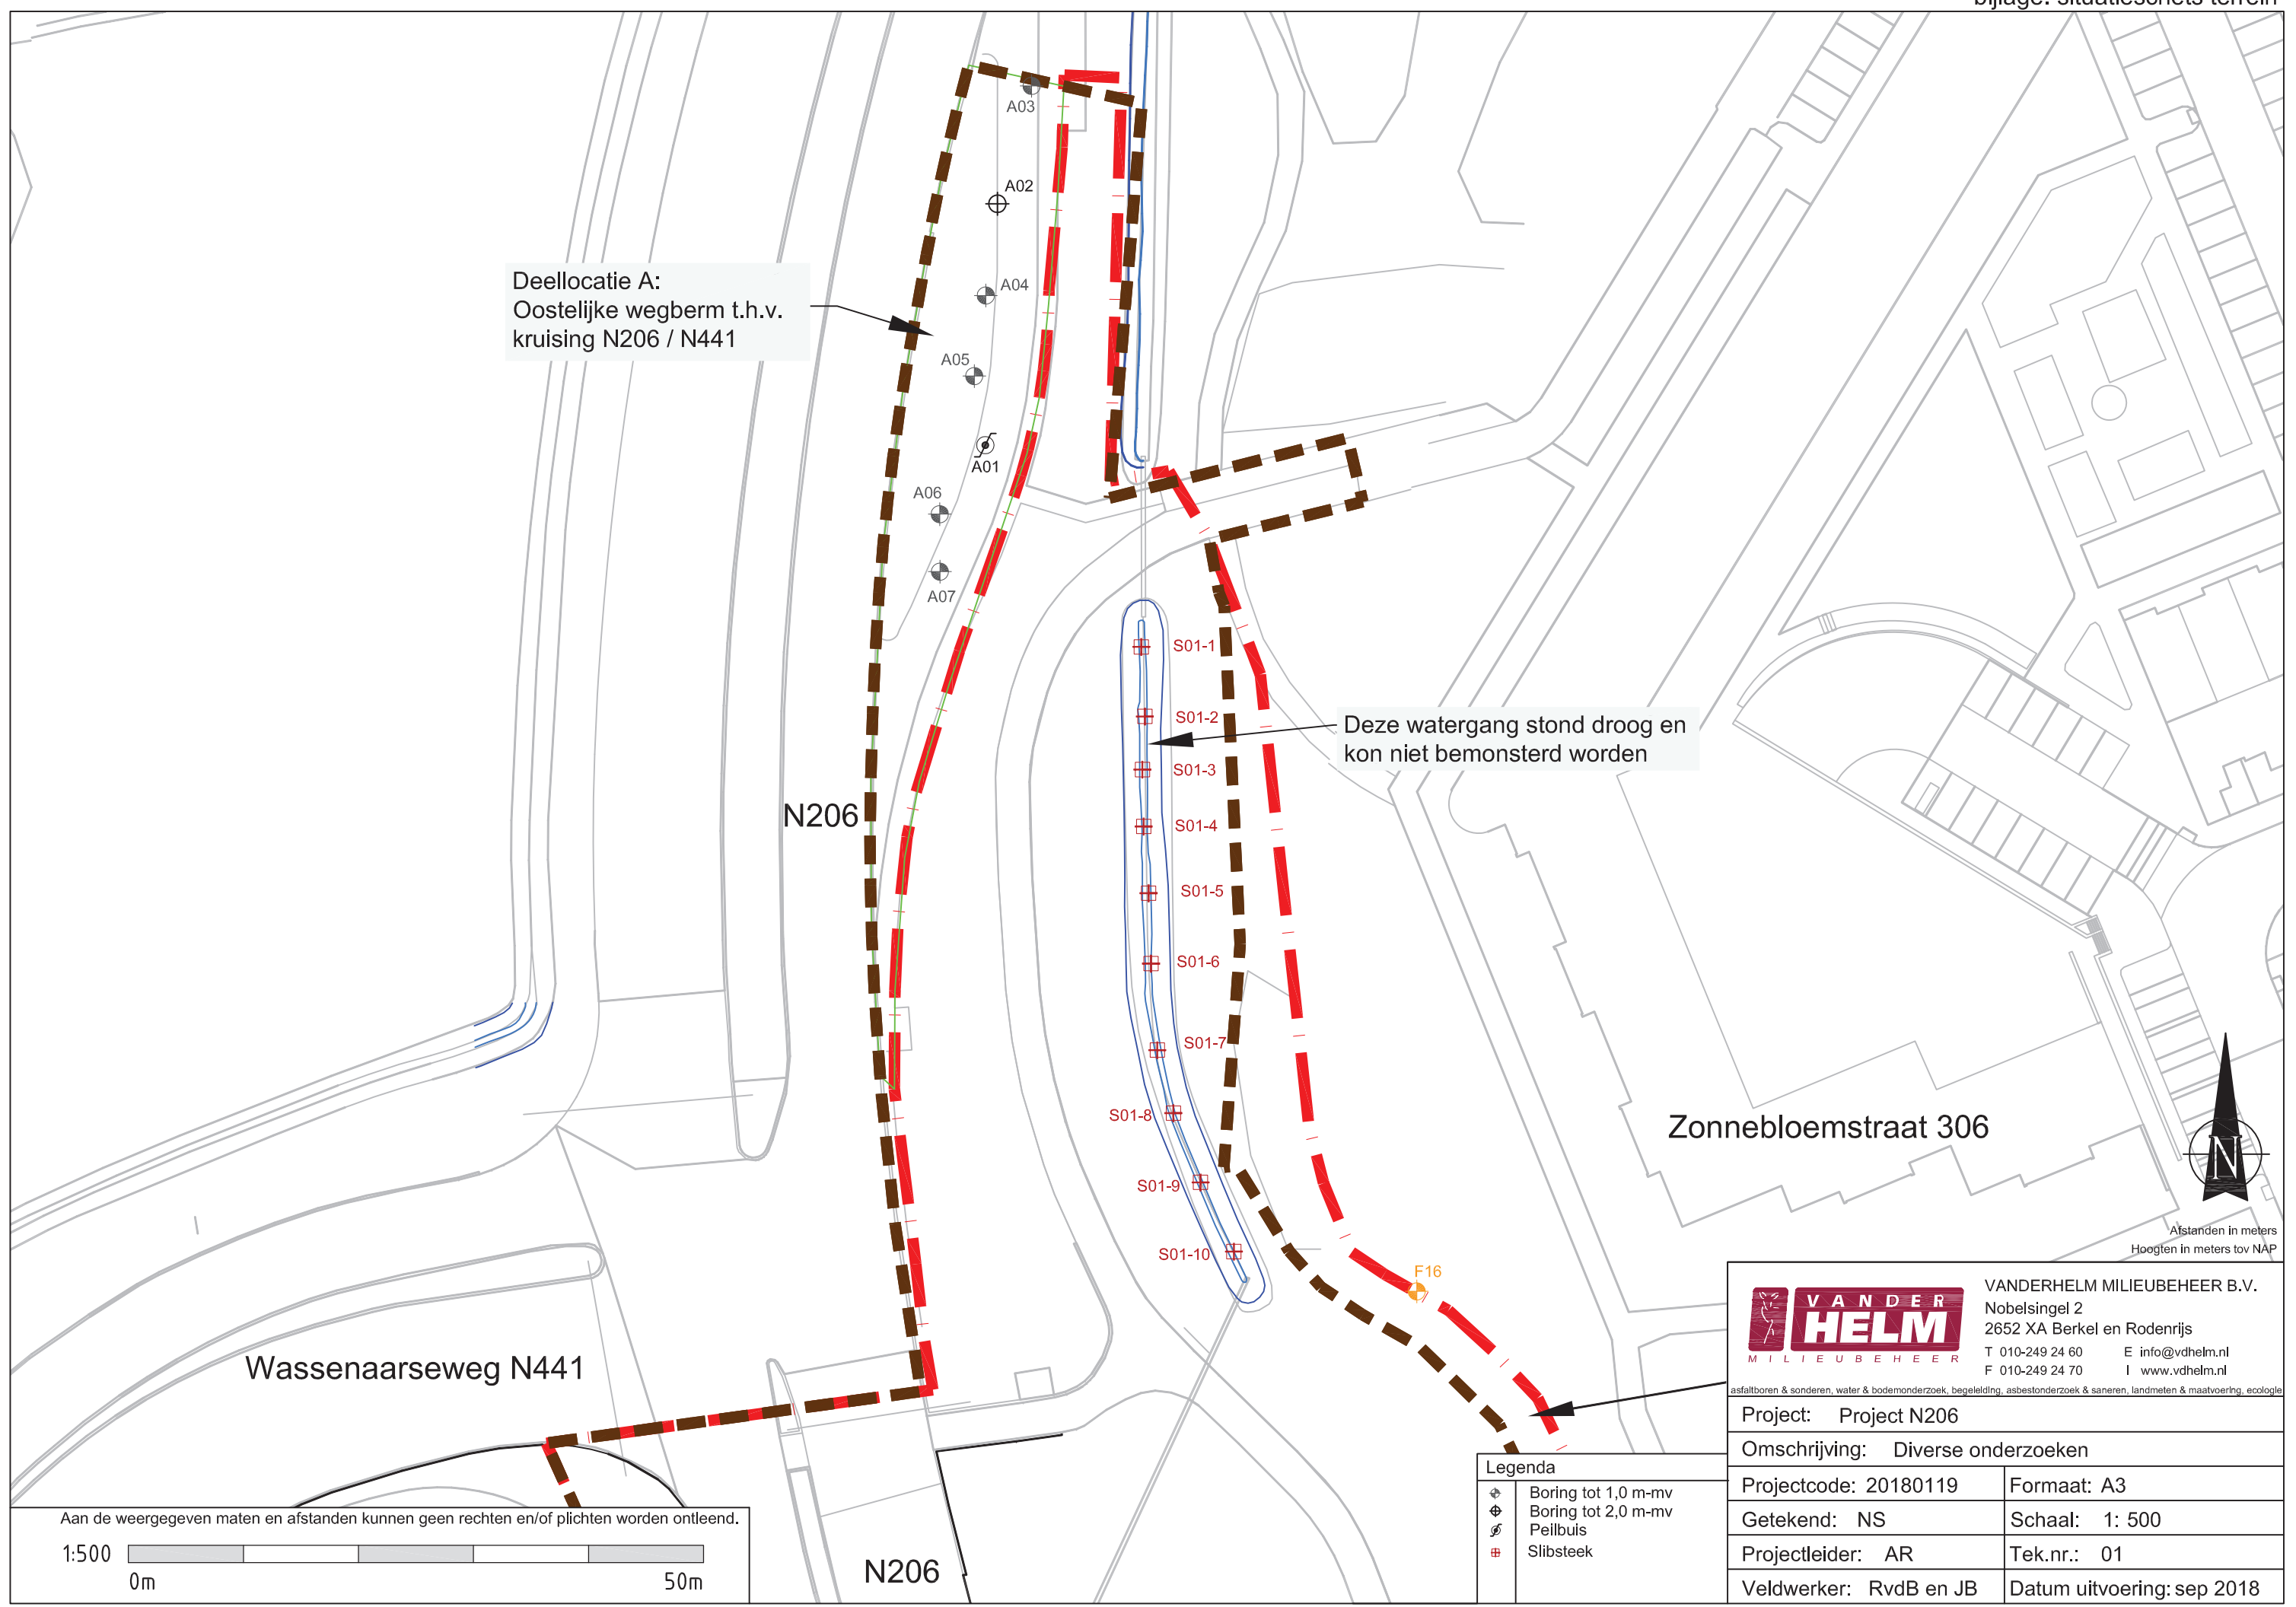 bijlage: situatieschets terrein
A03
A02
Deellocatie A:
Oostelijke wegberm t.h.v.
kruising N206 / N441
A04
A05
A01
A06
A07
S01-1
S01-2
Deze watergang stond droog en
kon niet bemonsterd worden
S01-3
N206
S01-4
S01-5
S01-6
S01-7
S01-8
Zonnebloemstraat 306
N
S01-9
Afstanden in meters
Hoogten in meters tov NAP
S01-10
F16
VANDER
HELM
MILIEUBEHEER
VANDERHELM MILIEUBEHEER B.V.
Nobelsingel 2
2652 XA Berkel en Rodenrijs
T 010-249 24 60 E info@vdhelm.nl
F 010-249 24 70 I www.vdhelm.nl
asfaltboren & sonderen, water & bodemonderzoek, begeleiding, asbestonderzoek & saneren, landmeten & maatvoering, ecologie
Wassenaarseweg N441
Project: Project N206
Omschrijving: Diverse onderzoeken
Projectcode: 20180119 Formaat: A3
Getekend: NS Schaal: 1: 500
Projectleider: AR Tek.nr.: 01
Veldwerker: RvdB en JB Datum uitvoering: sep 2018
Legenda
Boring tot 1,0 m-mv
Boring tot 2,0 m-mv
Peilbuis
Slibsteek
Aan de weergegeven maten en afstanden kunnen geen rechten en/of plichten worden ontleend.
1:500
0m 50m
N206